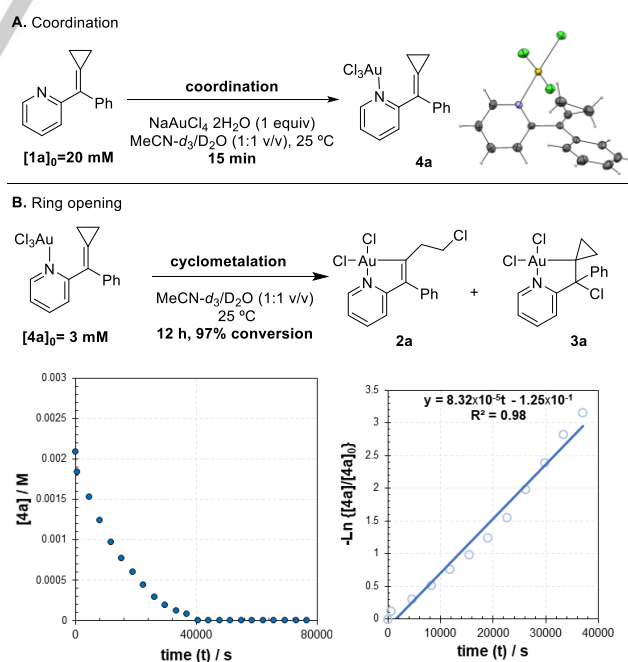 A. Coordination
N
Ph
[1a]₀=20 mM
coordination
NaAuCl₄ 2H₂O (1 equiv)
MeCN-d₃/D₂O (1:1 v/v), 25 ºC
15 min
Cl₃Au
N
Ph
4a
B. Ring opening
Cl₃Au
N
Ph
[4a]₀= 3 mM
cyclometalation
MeCN-d₃/D₂O (1:1 v/v)
25 ºC
12 h, 97% conversion
Cl
Cl
Cl Au
N
Ph
2a
+
Cl
Cl Au
Ph
N
Cl
3a
[4a] / M
0.003
0.0025
0.002
0.0015
0.001
0.0005
0
0 40000 80000
time (t) / s
-Ln {[4a]/[4a]₀}
y = 8.32x10⁻⁵t - 1.25x10⁻¹
R² = 0.98
3.5
3
2.5
2
1.5
1
0.5
0
0 10000 20000 30000 40000
time (t) / s